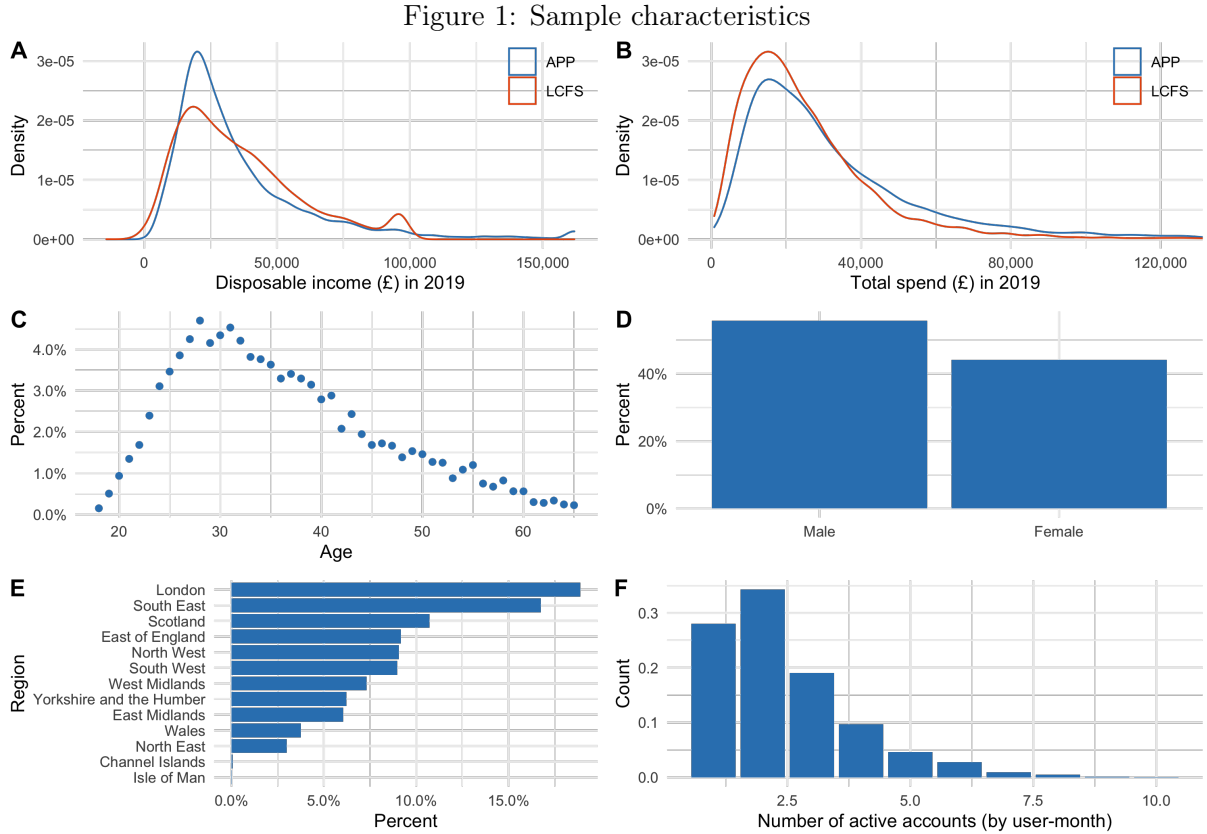 Figure 1: Sample characteristics
A
APP
LCFS
3e-05
2e-05
1e-05
0e+00
Density
0
50,000
100,000
150,000
Disposable income (£) in 2019
B
APP
LCFS
3e-05
2e-05
1e-05
0e+00
Density
0
40,000
80,000
120,000
Total spend (£) in 2019
C
4.0%
3.0%
2.0%
1.0%
0.0%
Percent
20
30
40
50
60
Age
D
40%
20%
0%
Percent
Male
Female
E
London
South East
Scotland
East of England
North West
South West
West Midlands
Yorkshire and the Humber
East Midlands
Wales
North East
Channel Islands
Isle of Man
Region
0.0%
5.0%
10.0%
15.0%
Percent
F
0.3
0.2
0.1
0.0
Count
2.5
5.0
7.5
10.0
Number of active accounts (by user-month)